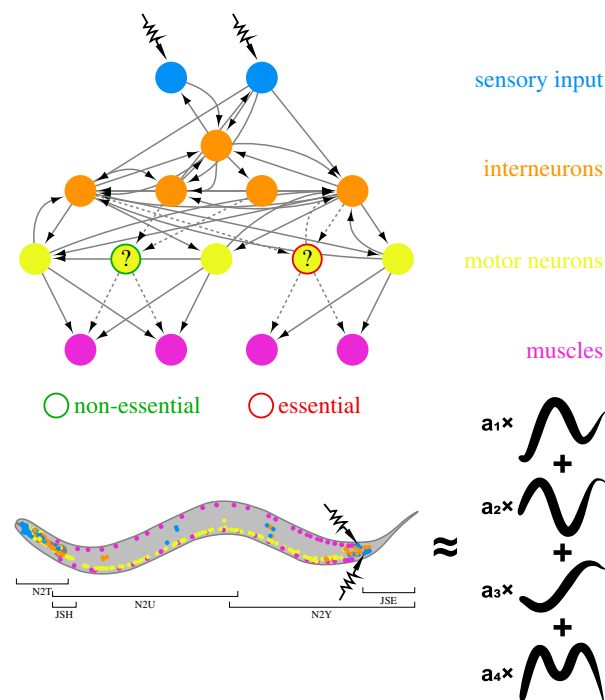 sensory input
interneurons
? ?
motor neurons
muscles
non-essential
essential
a₁×
+
a₂×
+
≈
a₃×
+
a₄×
N2T
JSH
N2U
N2Y
JSE